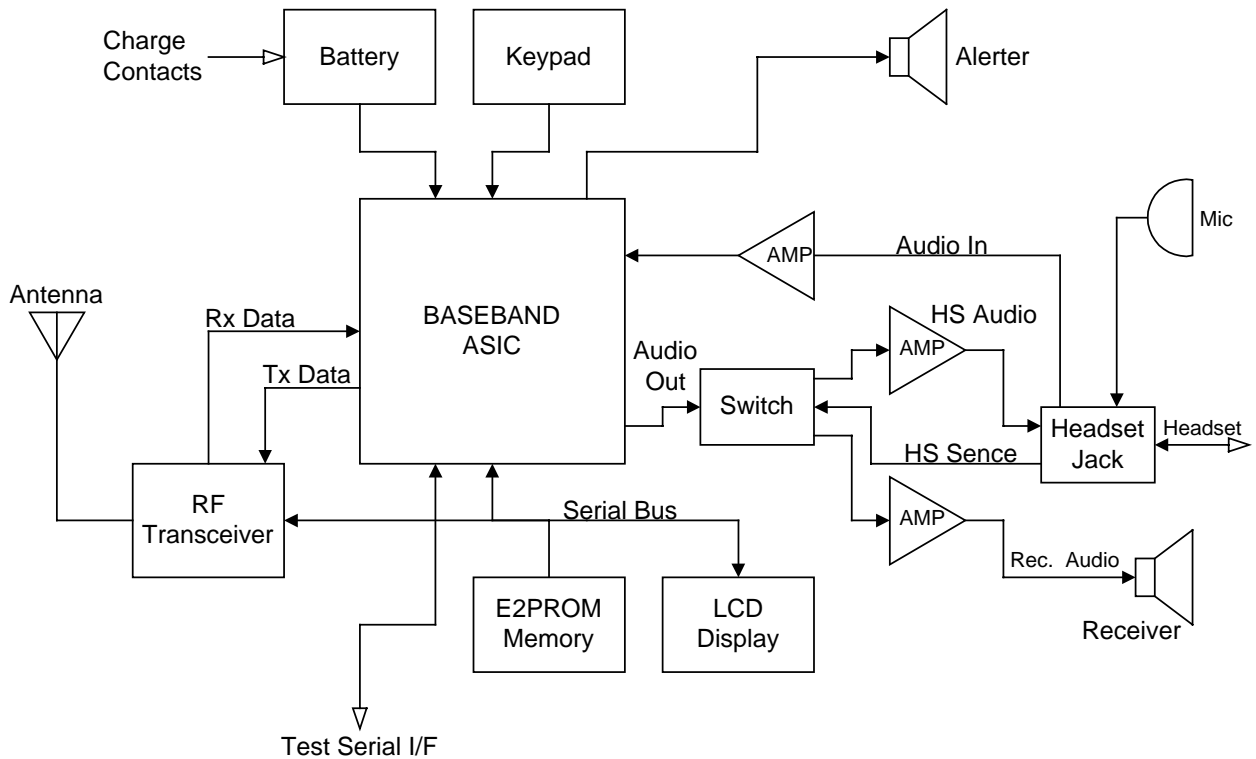 Charge
Contacts
Battery
Keypad
Alerter
Mic
AMP
Audio In
Antenna
Rx Data
BASEBAND
ASIC
HS Audio
AMP
Tx Data
Audio
Out
Switch
Headset
Jack
Headset
HS Sence
RF
Transceiver
Serial Bus
AMP
Rec. Audio
E2PROM
Memory
LCD
Display
Receiver
Test Serial I/F